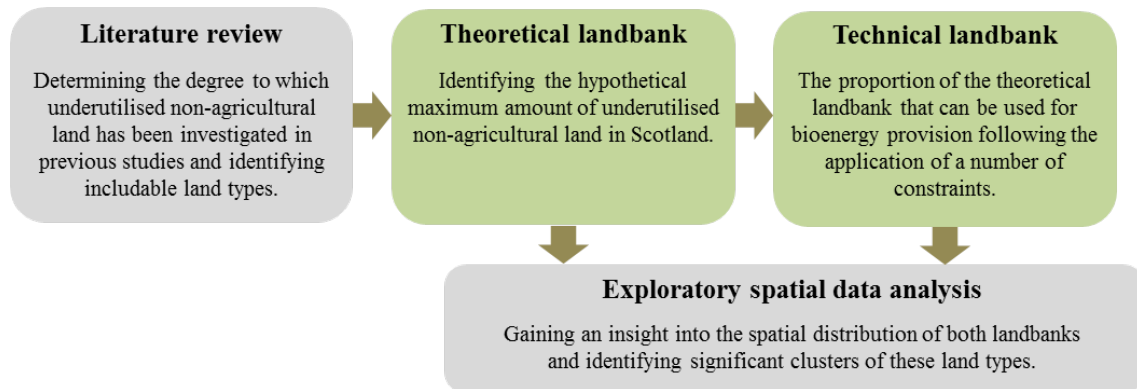 Literature review
Determining the degree to which
underutilised non-agricultural
land has been investigated in
previous studies and identifying
includable land types.
Theoretical landbank
Identifying the hypothetical
maximum amount of underutilised
non-agricultural land in Scotland.
Technical landbank
The proportion of the theoretical
landbank that can be used for
bioenergy provision following the
application of a number of
constraints.
Exploratory spatial data analysis
Gaining an insight into the spatial distribution of both landbanks
and identifying significant clusters of these land types.